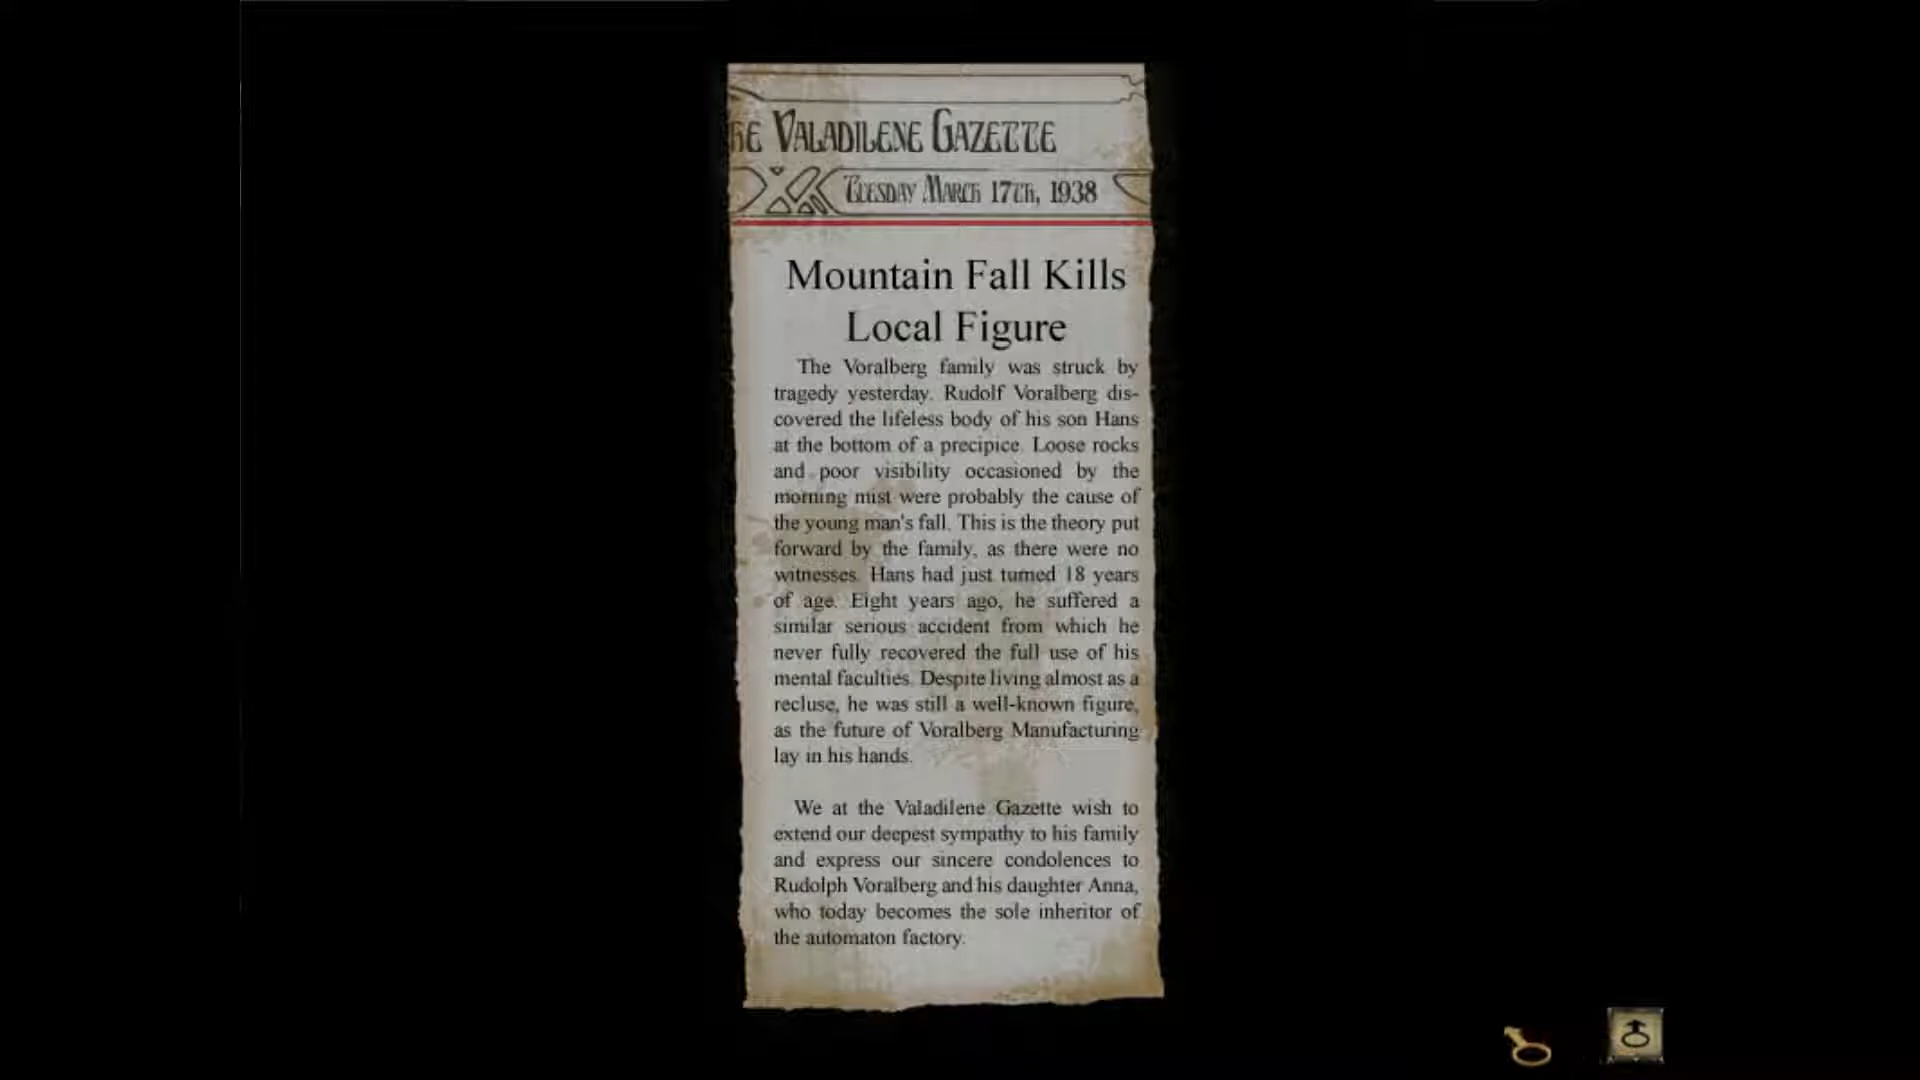 HE VALADILENE GAZETTE
TUESDAY MARCH 17TH, 1938
Mountain Fall Kills
Local Figure
The Voralberg family was struck by
tragedy yesterday. Rudolf Voralberg dis-
covered the lifeless body of his son Hans
at the bottom of a precipice. Loose rocks
and poor visibility occasioned by the
morning mist were probably the cause of
the young man's fall. This is the theory put
forward by the family, as there were no
witnesses. Hans had just turned 18 years
of age. Eight years ago, he suffered a
similar serious accident from which he
never fully recovered the full use of his
mental faculties. Despite living almost as a
recluse, he was still a well-known figure,
as the future of Voralberg Manufacturing
lay in his hands.
We at the Valadilene Gazette wish to
extend our deepest sympathy to his family
and express our sincere condolences to
Rudolph Voralberg and his daughter Anna,
who today becomes the sole inheritor of
the automaton factory.